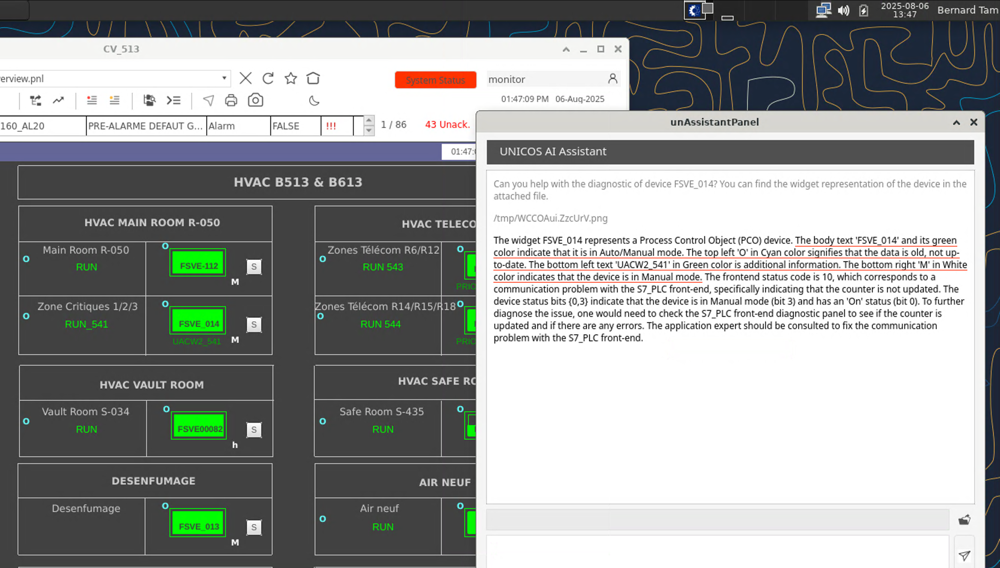 2025-08-06
13:47
Bernard Tam
CV_513
erview.pnl
System Status
monitor
01:47:09 PM 06-Aug-2025
160_AL20
PRE-ALARME DEFAUT G...
Alarm
FALSE
!!!
1 / 86
43 Unack.
01:47:
HVAC B513 & B613
HVAC MAIN ROOM R-050
O
Main Room R-050
RUN
O
FSVE-112
M
S
O
Zone Critiques 1/2/3
RUN_541
O
FSVE_014
UACW2_541
M
S
HVAC TELECO
O
Zones Télécom R6/R12
RUN 543
O
PRIO
Zones Télécom R14/R15/R18
O
RUN 544
O
PRIO
HVAC VAULT ROOM
O
Vault Room S-034
RUN
O
FSVE00082
h
S
HVAC SAFE RO
O
Safe Room S-435
RUN
O
DESENFUMAGE
Desenfumage
O
FSVE_013
M
S
AIR NEUF
O
Air neuf
RUN
O
unAssistantPanel
UNICOS AI Assistant
Can you help with the diagnostic of device FSVE_014? You can find the widget representation of the device in the
attached file.
/tmp/WCCOAui.ZzcUrV.png
The widget FSVE_014 represents a Process Control Object (PCO) device. The body text 'FSVE_014' and its green
color indicate that it is in Auto/Manual mode. The top left 'O' in Cyan color signifies that the data is old, not up-
to-date. The bottom left text 'UACW2_541' in Green color is additional information. The bottom right 'M' in White
color indicates that the device is in Manual mode. The frontend status code is 10, which corresponds to a
communication problem with the S7_PLC front-end, specifically indicating that the counter is not updated. The
device status bits {0,3} indicate that the device is in Manual mode (bit 3) and has an 'On' status (bit 0). To further
diagnose the issue, one would need to check the S7_PLC front-end diagnostic panel to see if the counter is
updated and if there are any errors. The application expert should be consulted to fix the communication
problem with the S7_PLC front-end.